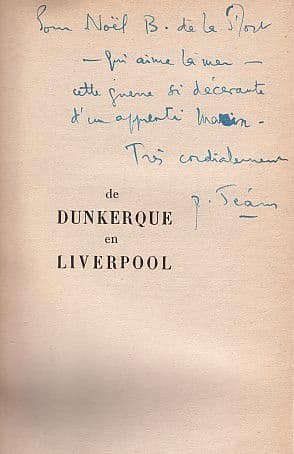 Pour Noël B. de la Mort
— qui aime la mer —
cette guerre si décevante
d'un apprenti Marin.
Très cordialement
J. Féám
de
DUNKERQUE
en
LIVERPOOL